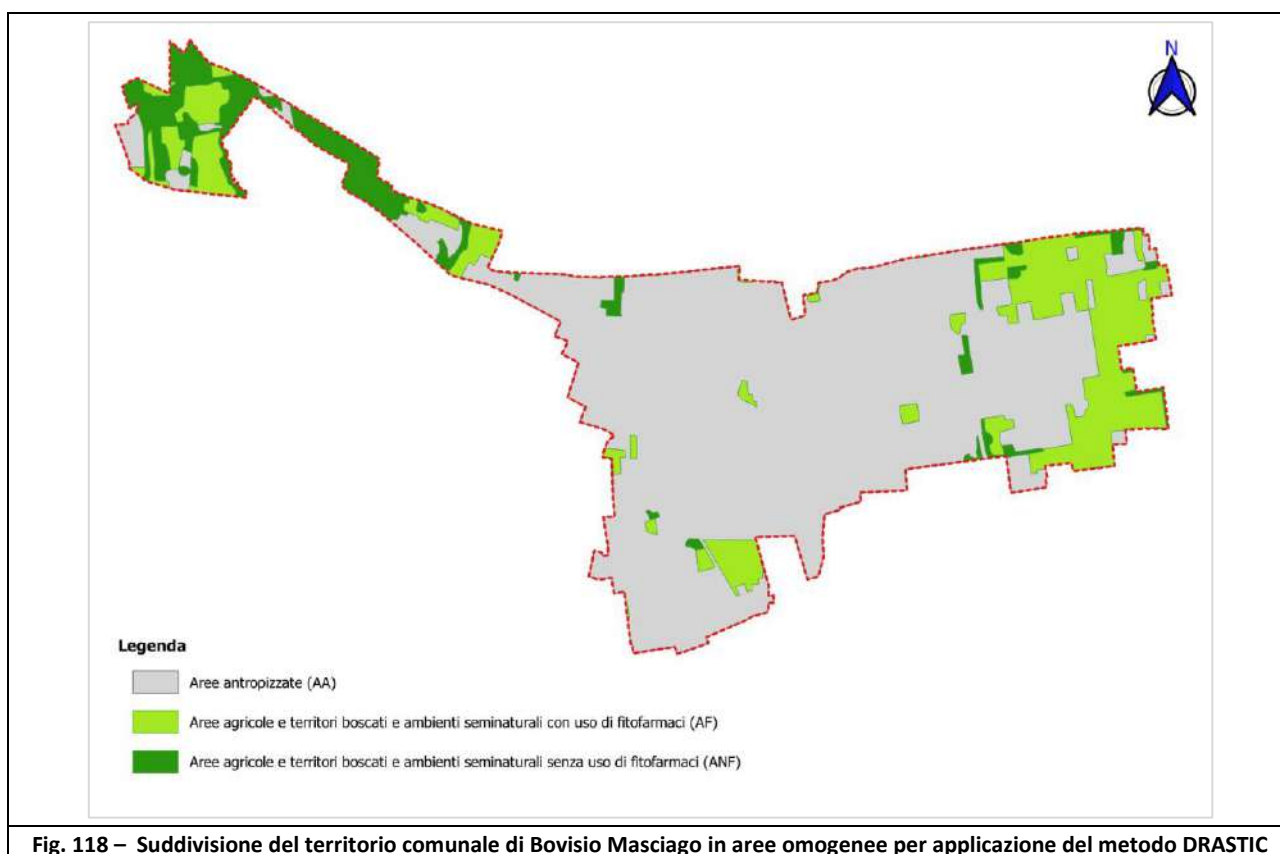 N
Legenda
Aree antropizzate (AA)
Aree agricole e territori boscati e ambienti seminaturali con uso di fitofarmaci (AF)
Aree agricole e territori boscati e ambienti seminaturali senza uso di fitofarmaci (ANF)
Fig. 118 – Suddivisione del territorio comunale di Bovisio Masciago in aree omogenee per applicazione del metodo DRASTIC